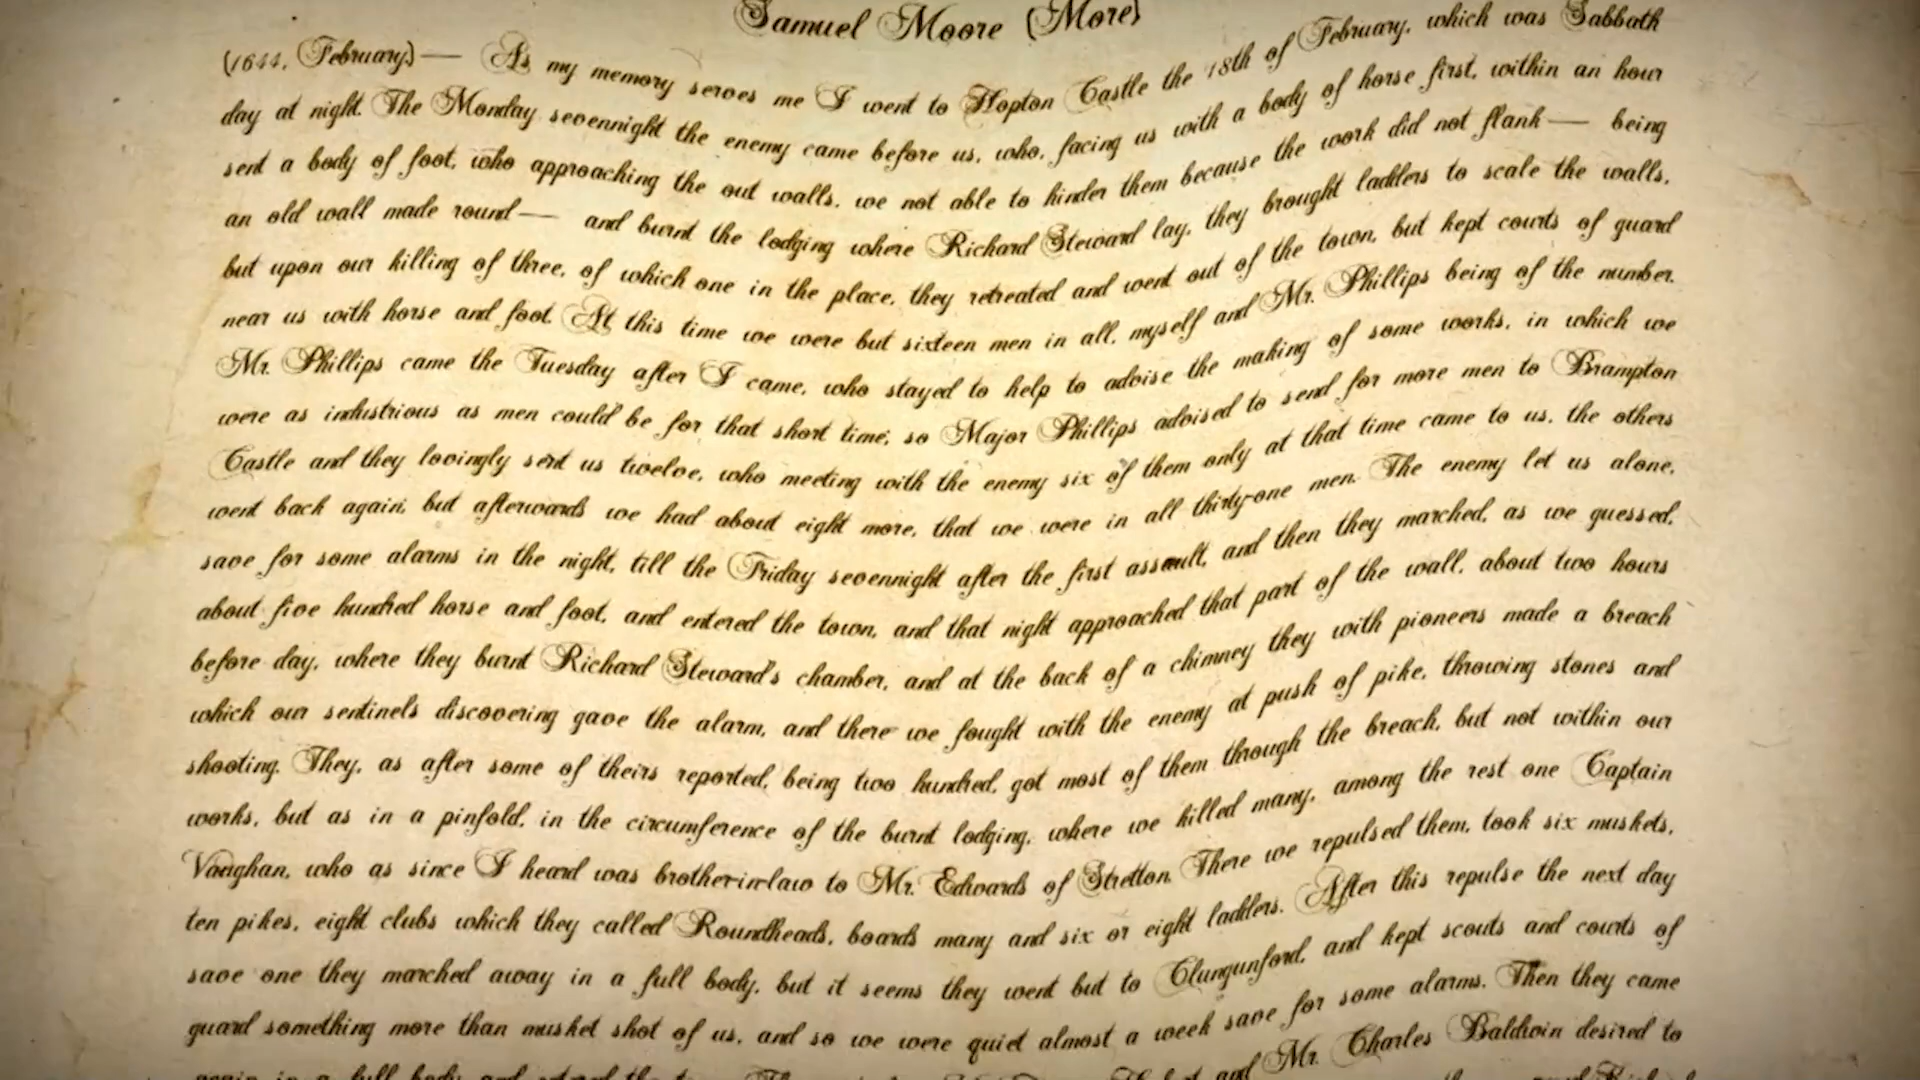 Samuel Moore (More)
(1644, February.)— As my memory serves me I went to Hopton Castle the 18th of February, which was Sabbath
day at night. The Monday sevennight the enemy came before us, who, facing us with a body of horse first, within an hour
sent a body of foot, who approaching the out walls, we not able to hinder them because the work did not flank— being
an old wall made round— and burnt the lodging where Richard Steward lay, they brought ladders to scale the walls,
but upon our killing of three, of which one in the place, they retreated and went out of the town, but kept courts of guard
near us with horse and foot. At this time we were but sixteen men in all, myself and Mr. Phillips being of the number.
Mr. Phillips came the Tuesday after I came, who stayed to help to advise the making of some works, in which we
were as industrious as men could be for that short time; so Major Phillips advised to send for more men to Brampton
Castle and they lovingly sent us twelve, who meeting with the enemy six of them only at that time came to us, the others
went back again; but afterwards we had about eight more, that we were in all thirty-one men. The enemy let us alone,
save for some alarms in the night, till the Friday sevennight after the first assault, and then they marched, as we guessed,
about five hundred horse and foot, and entered the town, and that night approached that part of the wall, about two hours
before day, where they burnt Richard Steward's chamber, and at the back of a chimney they with pioneers made a breach
which our sentinels discovering gave the alarm, and there we fought with the enemy at push of pike, throwing stones and
shooting. They, as after some of theirs reported, being two hundred, got most of them through the breach, but not within our
works, but as in a pinfold, in the circumference of the burnt lodging, where we killed many, among the rest one Captain
Vaughan, who as since I heard was brother-in-law to Mr. Edwards of Stretton. There we repulsed them, took six muskets,
ten pikes, eight clubs which they called Roundheads, boards many and six or eight ladders. After this repulse the next day
save one they marched away in a full body, but it seems they went but to Clungunford, and kept scouts and courts of
guard something more than musket shot of us, and so we were quiet almost a week save for some alarms. Then they came
again in a full body and entered the and Mr. Charles Baldwin desired to